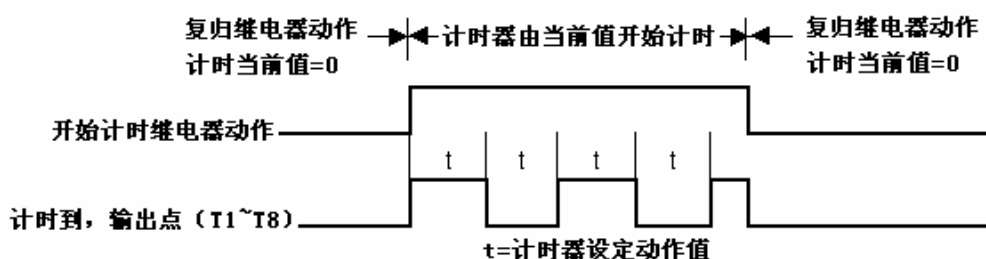 复归继电器动作
计时当前值=0
计时器由当前值开始计时
复归继电器动作
计时当前值=0
开始计时继电器动作
t
t
t
t
计时到，输出点（T1~T8）
t=计时器设定动作值